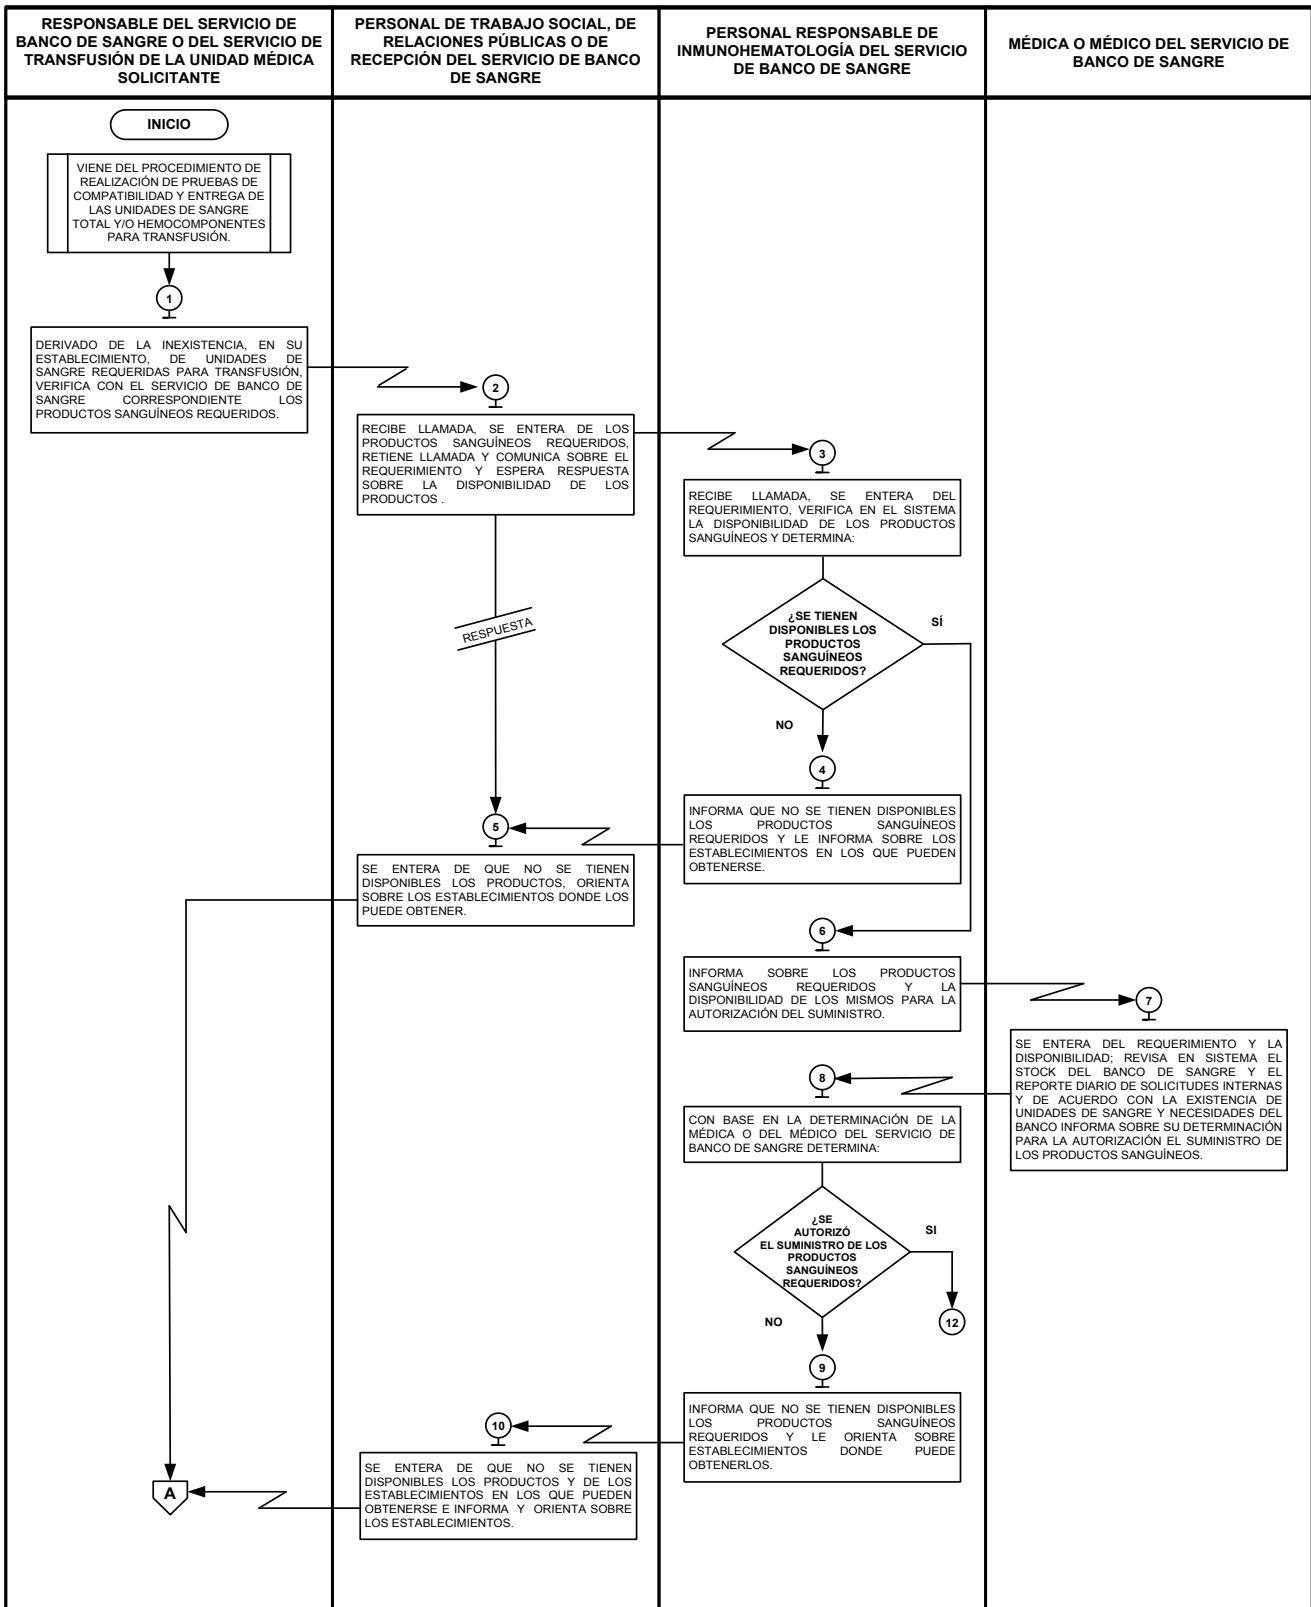 RESPONSABLE DEL SERVICIO DE
BANCO DE SANGRE O DEL SERVICIO DE
TRANSFUSIÓN DE LA UNIDAD MÉDICA
SOLICITANTE
PERSONAL DE TRABAJO SOCIAL, DE
RELACIONES PÚBLICAS O DE
RECEPCIÓN DEL SERVICIO DE BANCO
DE SANGRE
PERSONAL RESPONSABLE DE
INMUNOHEMATOLOGÍA DEL SERVICIO
DE BANCO DE SANGRE
MÉDICA O MÉDICO DEL SERVICIO DE
BANCO DE SANGRE
INICIO
VIENE DEL PROCEDIMIENTO DE
REALIZACIÓN DE PRUEBAS DE
COMPATIBILIDAD Y ENTREGA DE
LAS UNIDADES DE SANGRE
TOTAL Y/O HEMOCOMPONENTES
PARA TRANSFUSIÓN.
1
DERIVADO DE LA INEXISTENCIA, EN SU
ESTABLECIMIENTO, DE UNIDADES DE
SANGRE REQUERIDAS PARA TRANSFUSIÓN,
VERIFICA CON EL SERVICIO DE BANCO DE
SANGRE CORRESPONDIENTE LOS
PRODUCTOS SANGUÍNEOS REQUERIDOS.
2
RECIBE LLAMADA, SE ENTERA DE LOS
PRODUCTOS SANGUÍNEOS REQUERIDOS,
RETIENE LLAMADA Y COMUNICA SOBRE EL
REQUERIMIENTO Y ESPERA RESPUESTA
SOBRE LA DISPONIBILIDAD DE LOS
PRODUCTOS .
3
RECIBE LLAMADA, SE ENTERA DEL
REQUERIMIENTO, VERIFICA EN EL SISTEMA
LA DISPONIBILIDAD DE LOS PRODUCTOS
SANGUÍNEOS Y DETERMINA:
RESPUESTA
¿SE TIENEN
DISPONIBLES LOS
PRODUCTOS
SANGUÍNEOS
REQUERIDOS?
SÍ
NO
4
INFORMA QUE NO SE TIENEN DISPONIBLES
LOS PRODUCTOS SANGUÍNEOS
REQUERIDOS Y LE INFORMA SOBRE LOS
ESTABLECIMIENTOS EN LOS QUE PUEDEN
OBTENERSE.
5
SE ENTERA DE QUE NO SE TIENEN
DISPONIBLES LOS PRODUCTOS, ORIENTA
SOBRE LOS ESTABLECIMIENTOS DONDE LOS
PUEDE OBTENER.
6
INFORMA SOBRE LOS PRODUCTOS
SANGUÍNEOS REQUERIDOS Y LA
DISPONIBILIDAD DE LOS MISMOS PARA LA
AUTORIZACIÓN DEL SUMINISTRO.
7
SE ENTERA DEL REQUERIMIENTO Y LA
DISPONIBILIDAD; REVISA EN SISTEMA EL
STOCK DEL BANCO DE SANGRE Y EL
REPORTE DIARIO DE SOLICITUDES INTERNAS
Y DE ACUERDO CON LA EXISTENCIA DE
UNIDADES DE SANGRE Y NECESIDADES DEL
BANCO INFORMA SOBRE SU DETERMINACIÓN
PARA LA AUTORIZACIÓN EL SUMINISTRO DE
LOS PRODUCTOS SANGUÍNEOS.
8
CON BASE EN LA DETERMINACIÓN DE LA
MÉDICA O DEL MÉDICO DEL SERVICIO DE
BANCO DE SANGRE DETERMINA:
¿SE
AUTORIZÓ
EL SUMINISTRO DE LOS
PRODUCTOS
SANGUÍNEOS
REQUERIDOS?
SI
12
NO
9
INFORMA QUE NO SE TIENEN DISPONIBLES
LOS PRODUCTOS SANGUÍNEOS
REQUERIDOS Y LE ORIENTA SOBRE
ESTABLECIMIENTOS DONDE PUEDE
OBTENERLOS.
10
SE ENTERA DE QUE NO SE TIENEN
DISPONIBLES LOS PRODUCTOS Y DE LOS
ESTABLECIMIENTOS EN LOS QUE PUEDEN
OBTENERSE E INFORMA Y ORIENTA SOBRE
LOS ESTABLECIMIENTOS.
A